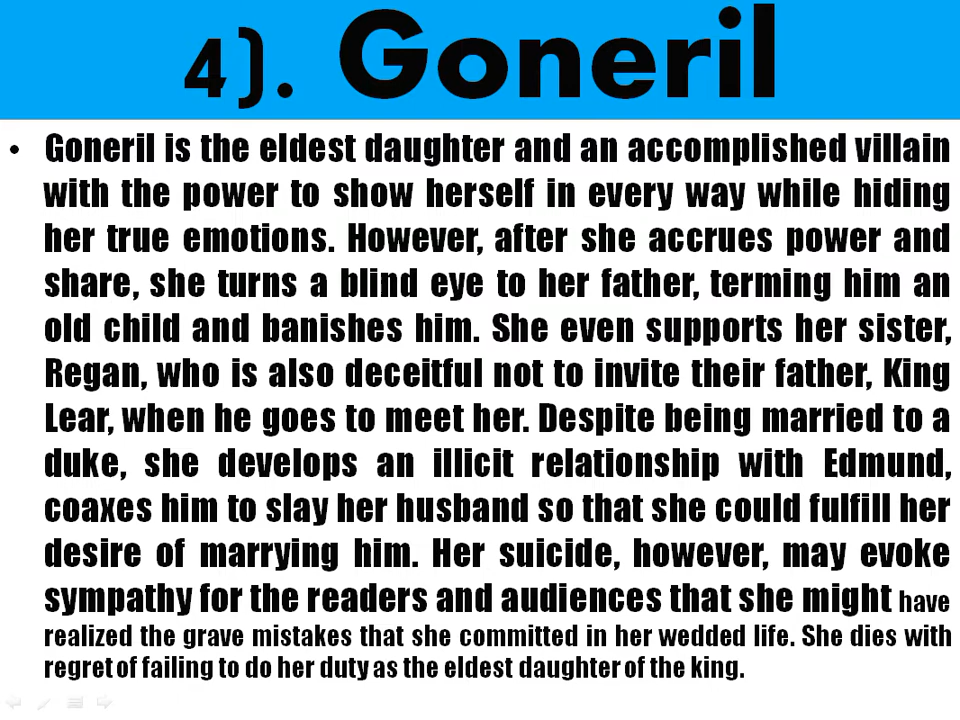 4). Goneril
• Goneril is the eldest daughter and an accomplished villain
with the power to show herself in every way while hiding
her true emotions. However, after she accrues power and
share, she turns a blind eye to her father, terming him an
old child and banishes him. She even supports her sister,
Regan, who is also deceitful not to invite their father, King
Lear, when he goes to meet her. Despite being married to a
duke, she develops an illicit relationship with Edmund,
coaxes him to slay her husband so that she could fulfill her
desire of marrying him. Her suicide, however, may evoke
sympathy for the readers and audiences that she might have
realized the grave mistakes that she committed in her wedded life. She dies with
regret of failing to do her duty as the eldest daughter of the king.